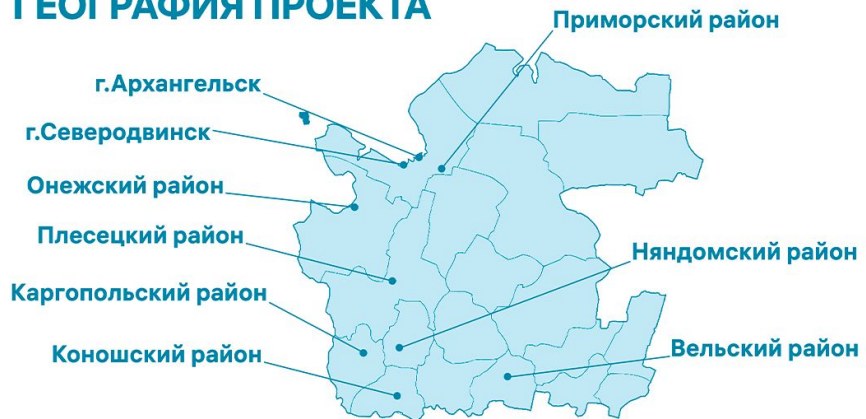 ГЕОГРАФИЯ ПРОЕКТА
Приморский район
г.Архангельск
г.Северодвинск
Онежский район
Плесецкий район
Няндомский район
Каргопольский район
Коношский район
Вельский район